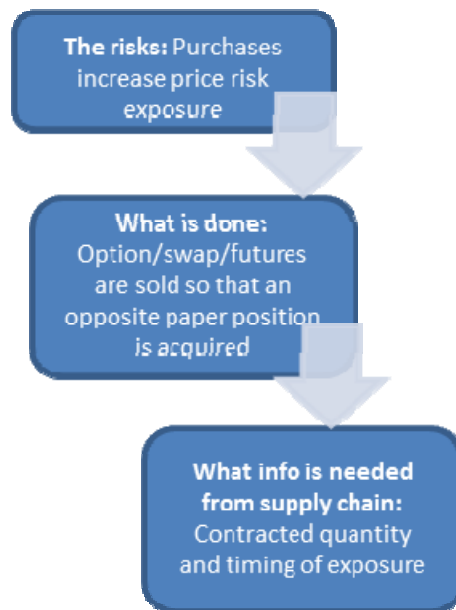 The risks: Purchases
increase price risk
exposure
What is done:
Option/swap/futures
are sold so that an
opposite paper position
is acquired
What info is needed
from supply chain:
Contracted quantity
and timing of exposure